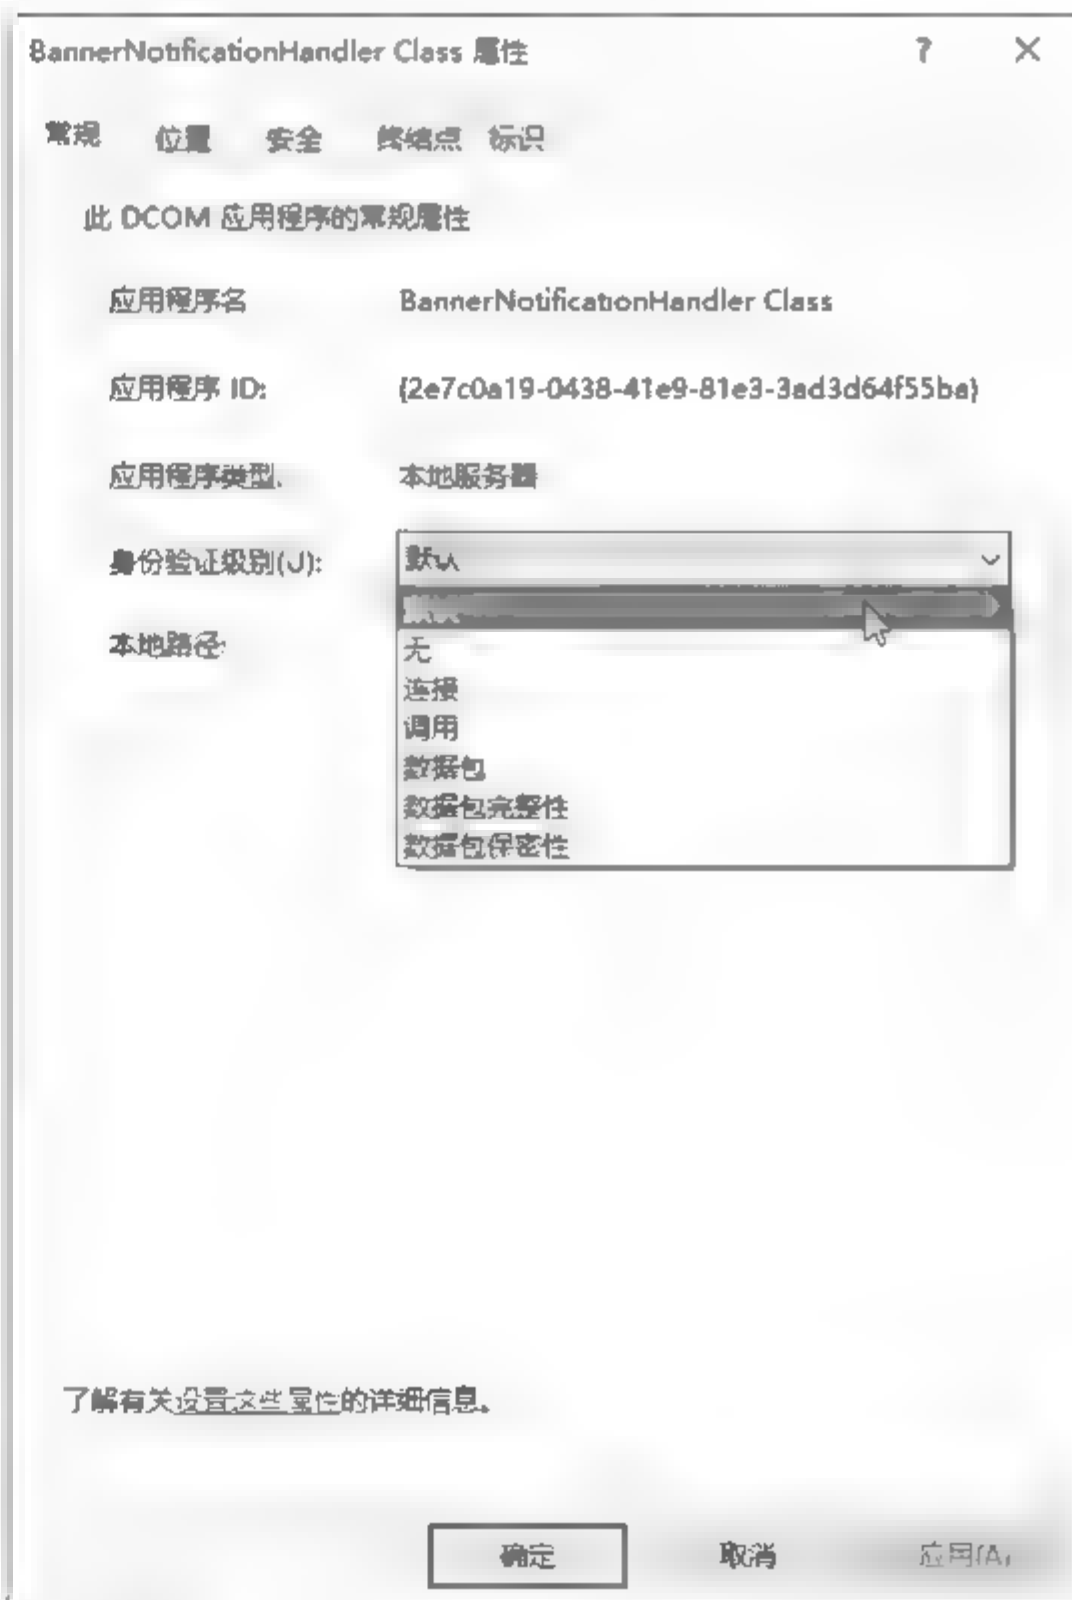 BannerNotificationHandler Class 属性
常规 位置 安全 终结点 标识
此 DCOM 应用程序的常规属性
应用程序名 BannerNotificationHandler Class
应用程序 ID: {2e7c0a19-0438-41e9-81e3-3ad3d64f55ba}
应用程序类型: 本地服务器
身份验证级别(U): 默认
默认
本地路径:
无
连接
调用
数据包
数据包完整性
数据包保密性
了解有关设置这些属性的详细信息。
确定 取消 应用(A)